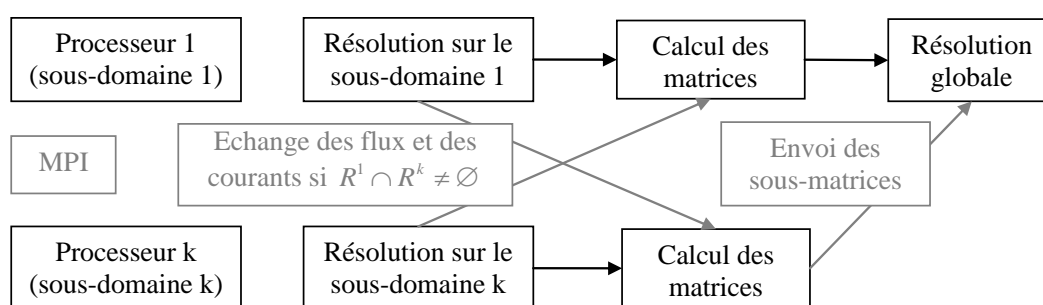 Processeur 1
(sous-domaine 1)
Résolution sur le
sous-domaine 1
Calcul des
matrices
Résolution
globale
MPI
Echange des flux et des
courants si R¹ ∩ Rᵏ ≠ ∅
Envoi des
sous-matrices
Processeur k
(sous-domaine k)
Résolution sur le
sous-domaine k
Calcul des
matrices